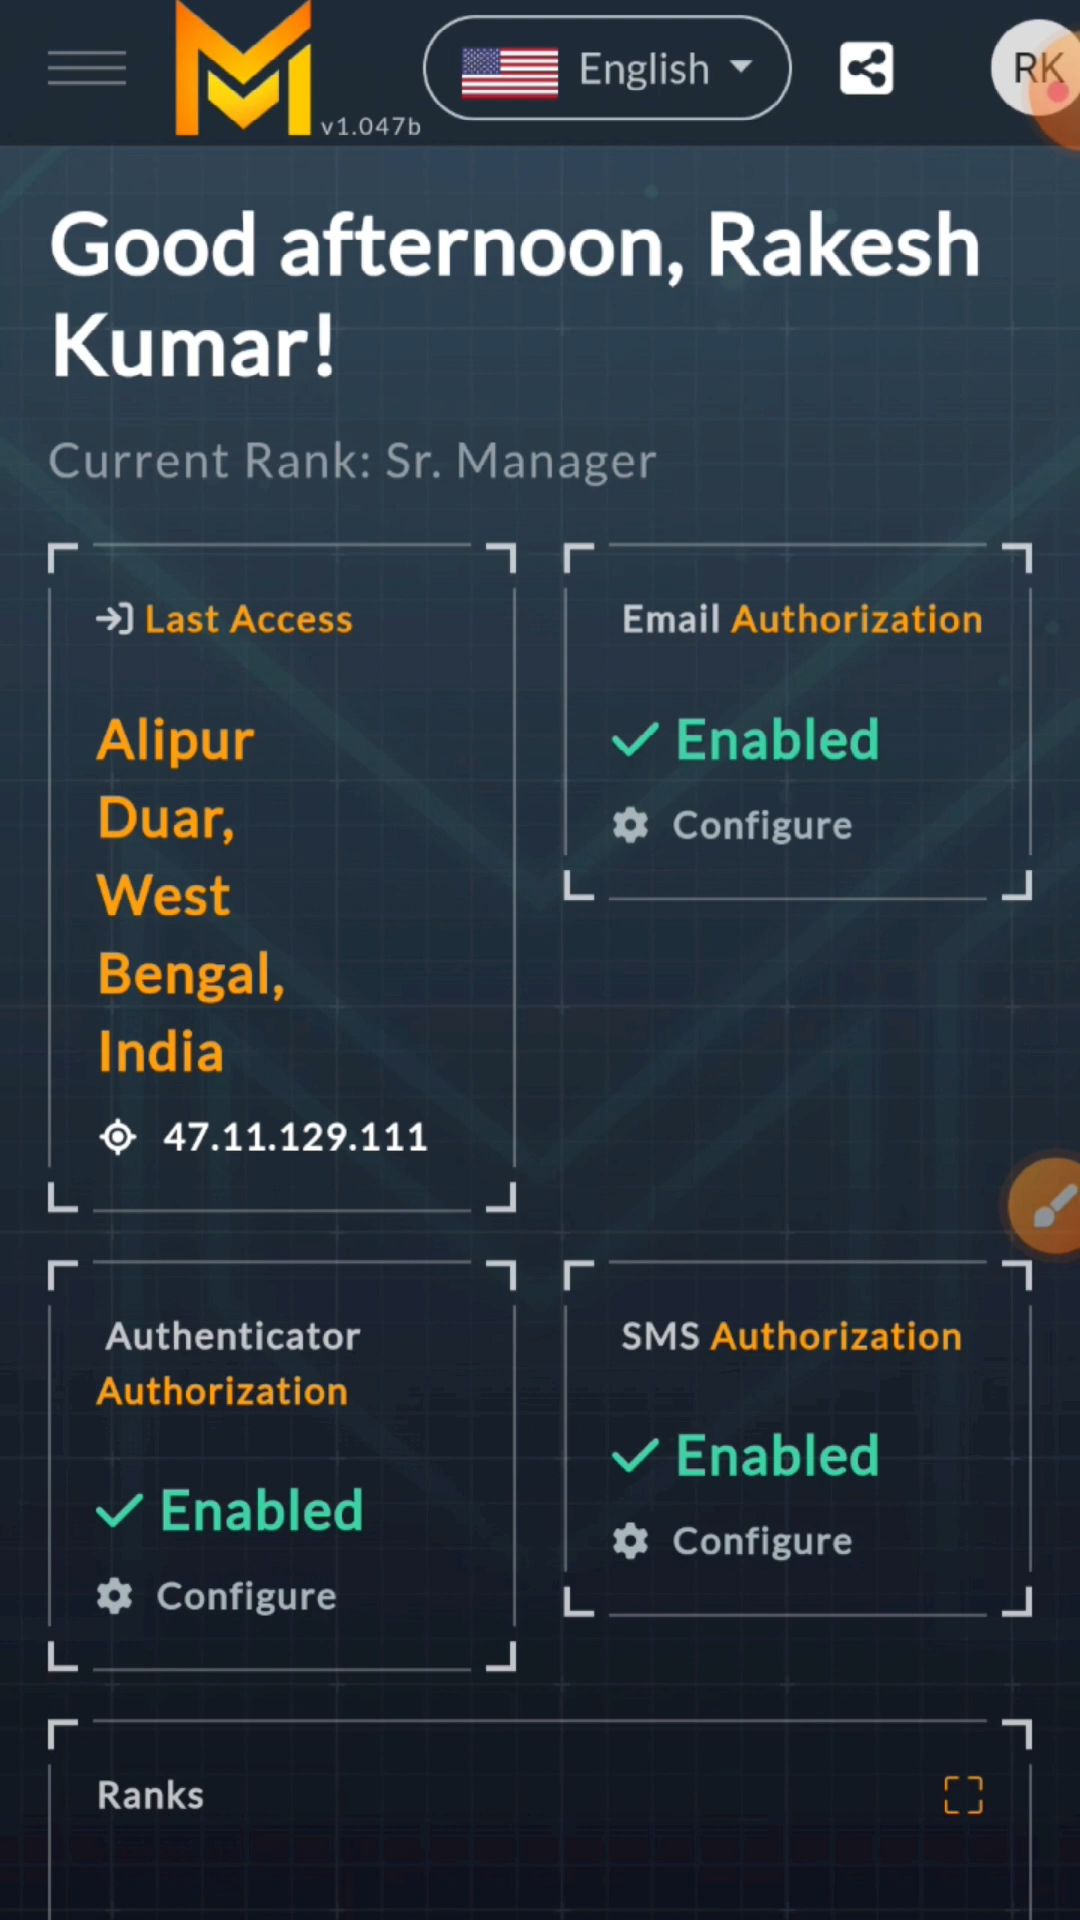 v1.047b
English
RK
Good afternoon, Rakesh
Kumar!
Current Rank: Sr. Manager
Last Access
Alipur
Duar,
West
Bengal,
India
47.11.129.111
Email Authorization
Enabled
Configure
Authenticator
Authorization
Enabled
Configure
SMS Authorization
Enabled
Configure
Ranks